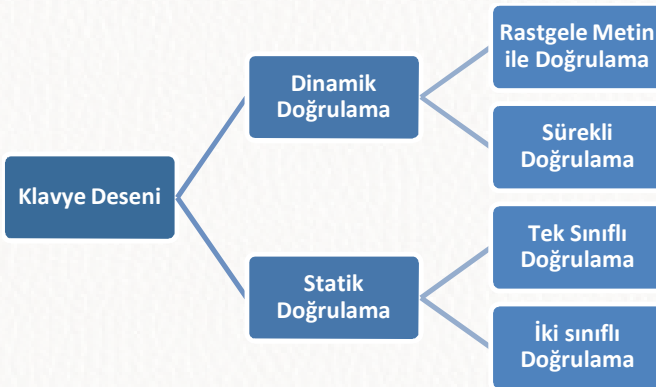 Rastgele Metin
ile Doğrulama
Dinamik
Doğrulama
Sürekli
Doğrulama
Klavye Deseni
Tek Sınıflı
Doğrulama
Statik
Doğrulama
İki sınıflı
Doğrulama